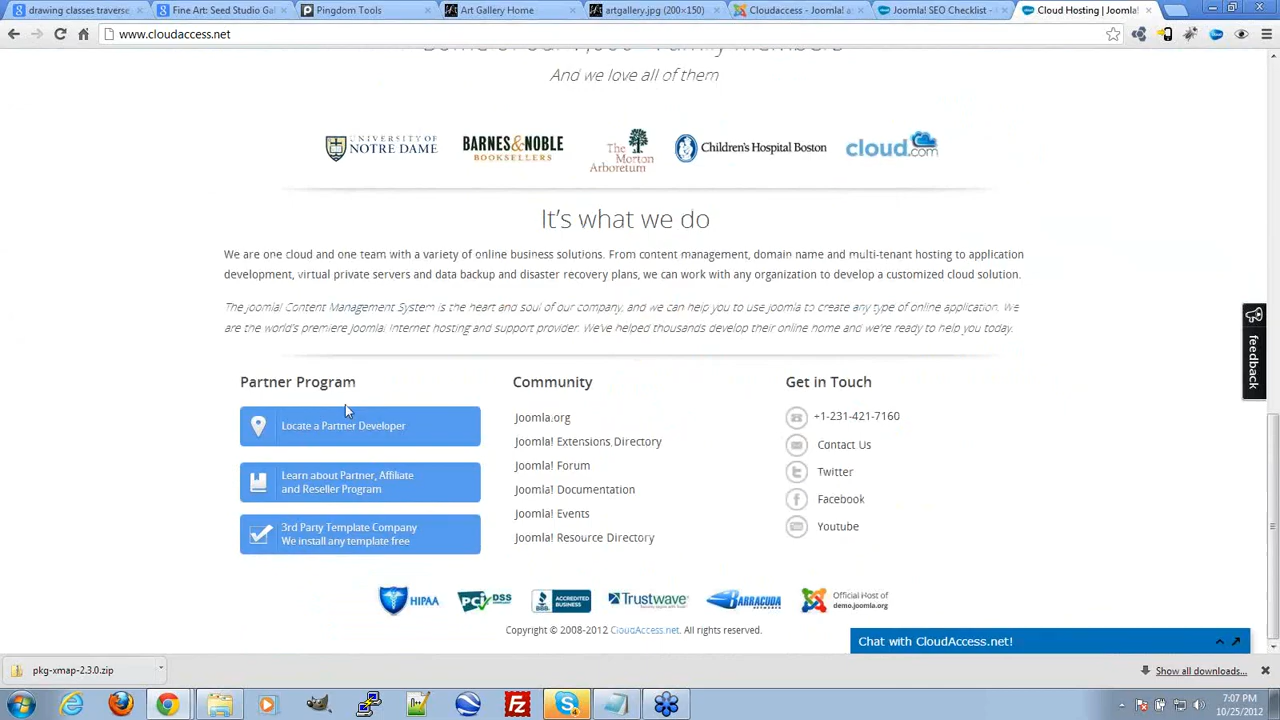 drawing classes traverse
Fine Art: Seed Studio Gal
Pingdom Tools
Art Gallery Home
artgallery.jpg (200×150)
Cloudaccess - Joomla! as
Joomla! SEO Checklist -
Cloud Hosting | Joomla!
www.cloudaccess.net
Family Members
And we love all of them
UNIVERSITY OF
NOTRE DAME
BARNES&NOBLE
BOOKSELLERS
The
Morton
Arboretum
Children's Hospital Boston
cloud.com
It's what we do
We are one cloud and one team with a variety of online business solutions. From content management, domain name and multi-tenant hosting to application
development, virtual private servers and data backup and disaster recovery plans, we can work with any organization to develop a customized cloud solution.
The Joomla! Content Management System is the heart and soul of our company, and we can help you to use Joomla to create any type of online application. We
are the world's premiere Joomla! Internet hosting and support provider. We've helped thousands develop their online home and we're ready to help you today.
feedback
Partner Program
Locate a Partner Developer
Learn about Partner, Affiliate
and Reseller Program
3rd Party Template Company
We install any template free
Community
Joomla.org
Joomla! Extensions Directory
Joomla! Forum
Joomla! Documentation
Joomla! Events
Joomla! Resource Directory
Get in Touch
+1-231-421-7160
Contact Us
Twitter
Facebook
Youtube
HIPAA
PCI DSS
BBB
ACCREDITED
BUSINESS
Trustwave
BARRACUDA
NETWORKS
Official Host of
demo.joomla.org
Copyright © 2008-2012 CloudAccess.net. All rights reserved.
Chat with CloudAccess.net!
pkg-xmap-2.3.0.zip
Show all downloads...
7:07 PM
10/25/2012